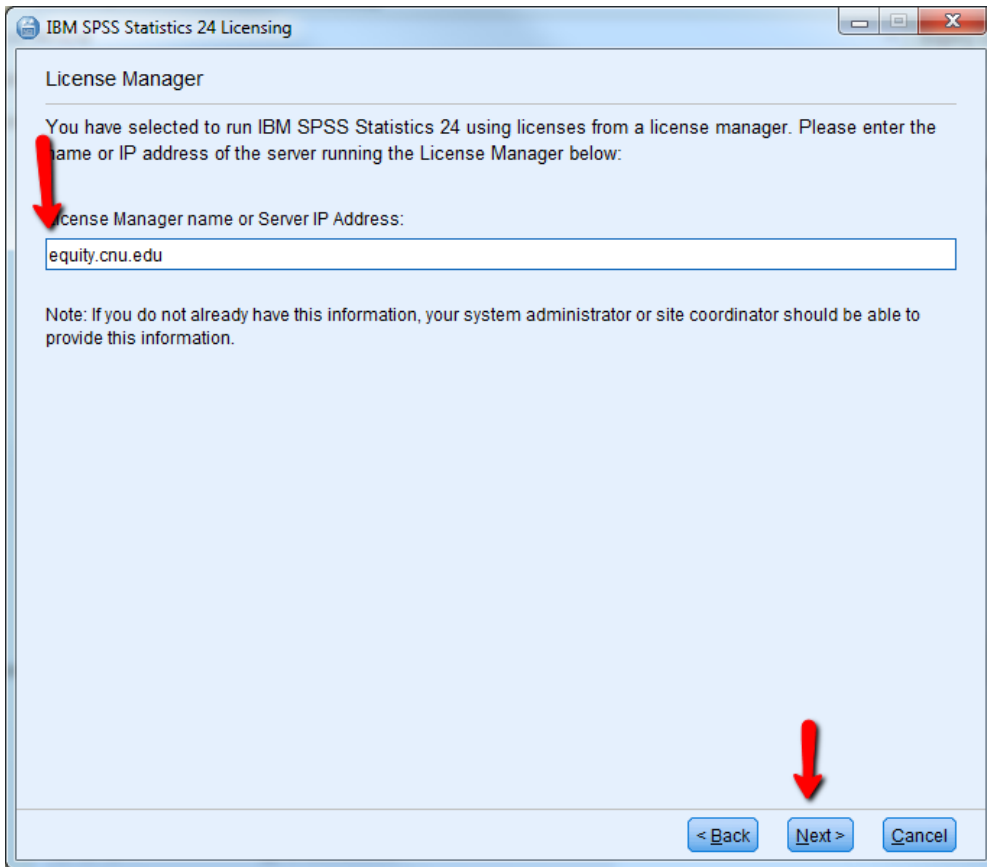 IBM SPSS Statistics 24 Licensing
License Manager
You have selected to run IBM SPSS Statistics 24 using licenses from a license manager. Please enter the
name or IP address of the server running the License Manager below:
License Manager name or Server IP Address:
equity.cnu.edu
Note: If you do not already have this information, your system administrator or site coordinator should be able to
provide this information.
< Back Next > Cancel